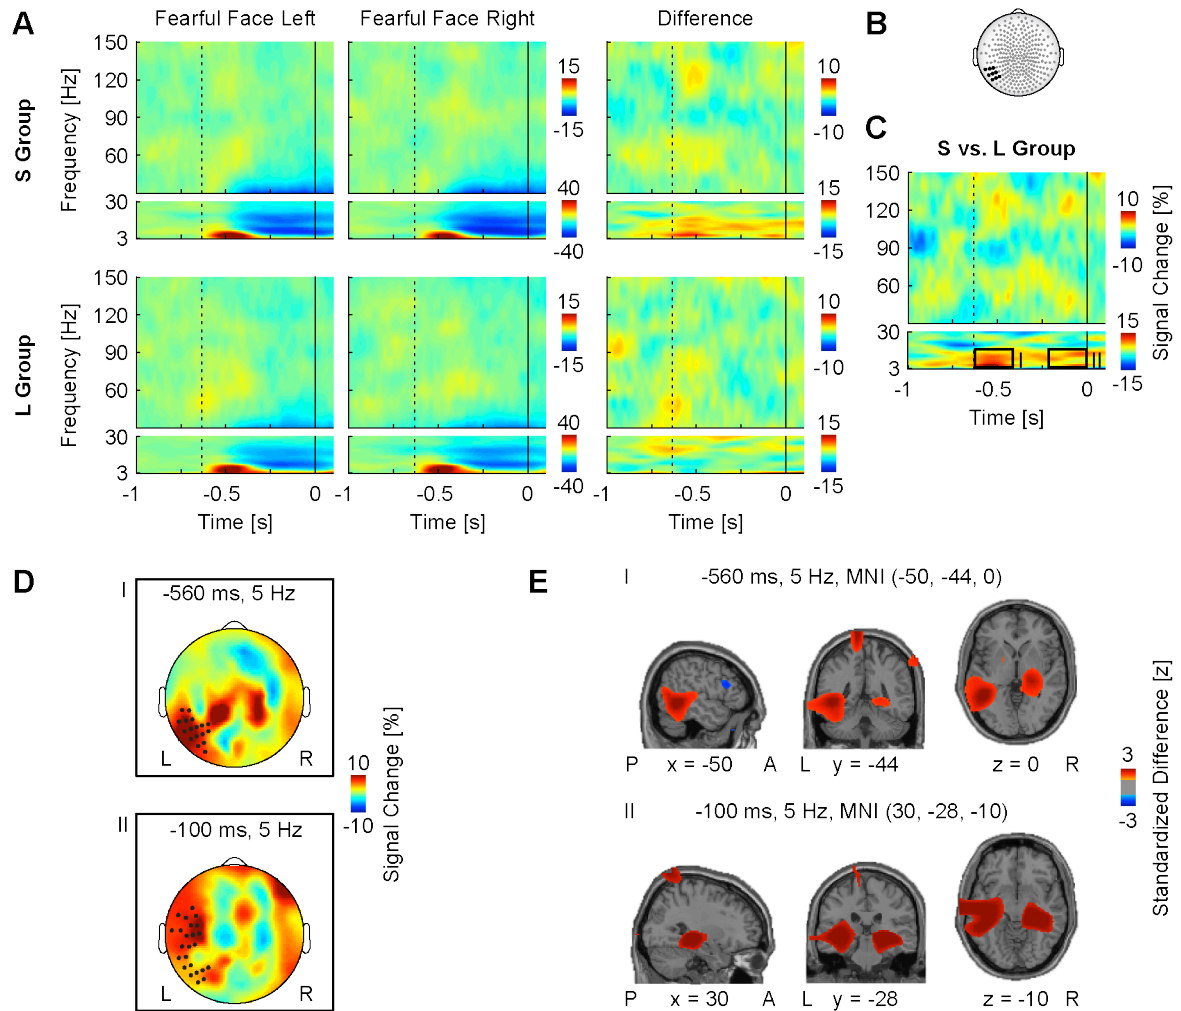 A
Fearful Face Left
Fearful Face Right
Difference
S Group
Frequency [Hz]
150
120
90
60
30
3
15
-15
40
-40
10
-10
15
-15
L Group
Frequency [Hz]
150
120
90
60
30
3
15
-15
40
-40
10
-10
15
-15
-1 -0.5 0
-1 -0.5 0
-1 -0.5 0
Time [s]
Time [s]
Time [s]
B
C
S vs. L Group
150
120
90
60
30
3
I
II
10
-10
15
-15
Signal Change [%]
-1 -0.5 0
Time [s]
D
I
-560 ms, 5 Hz
L R
II
-100 ms, 5 Hz
L R
10
-10
Signal Change [%]
E
I -560 ms, 5 Hz, MNI (-50, -44, 0)
P x = -50 A L y = -44 z = 0 R
II -100 ms, 5 Hz, MNI (30, -28, -10)
P x = 30 A L y = -28 z = -10 R
3
-3
Standardized Difference [z]